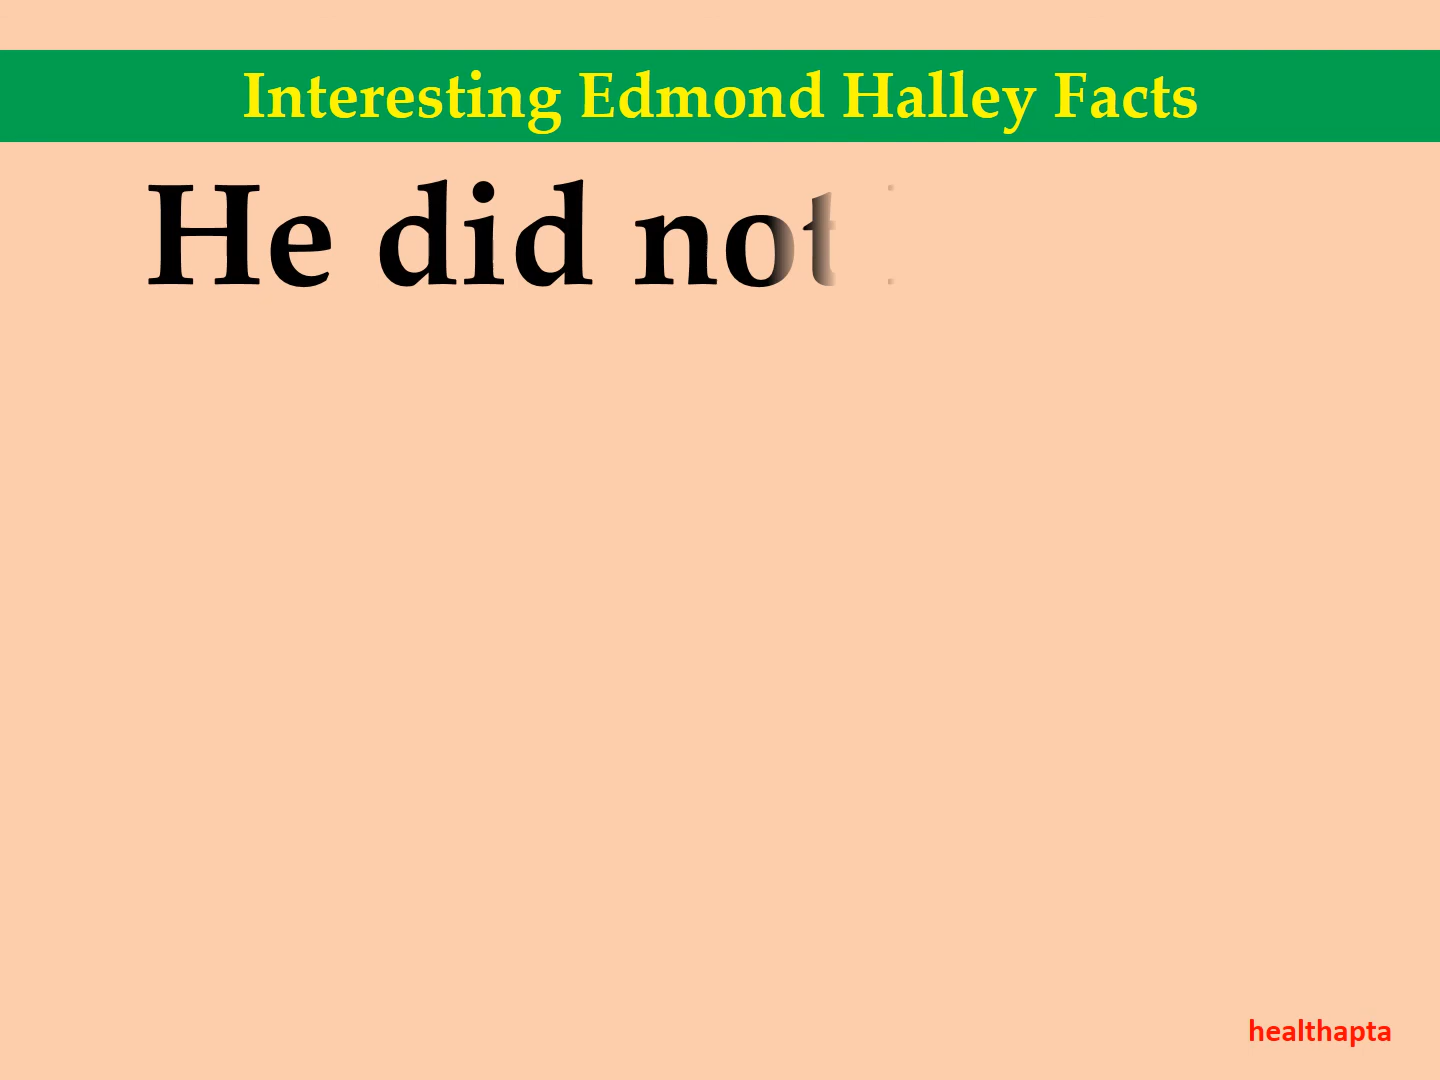 Interesting Edmond Halley Facts
He did not
healthapta